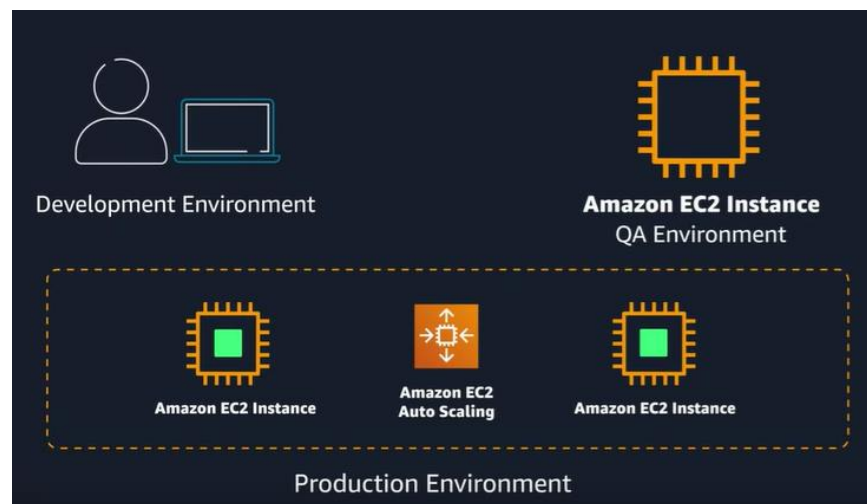 Development Environment
Amazon EC2 Instance
QA Environment
Amazon EC2 Instance
Amazon EC2
Auto Scaling
Amazon EC2 Instance
Production Environment